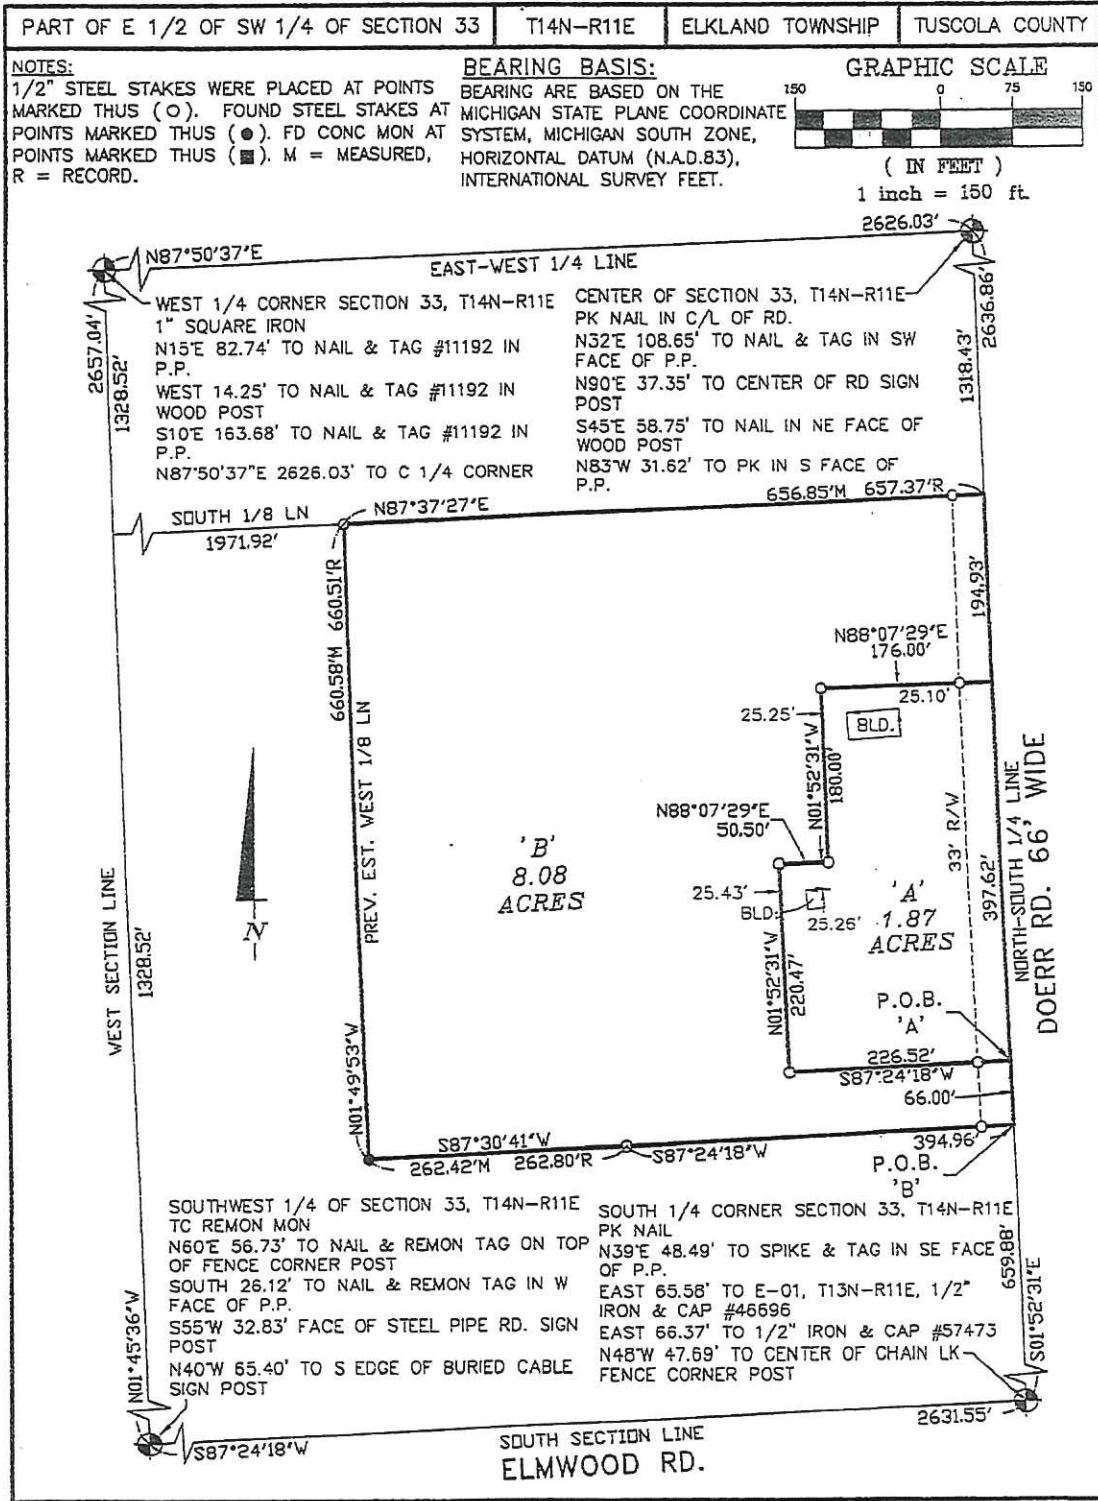 PART OF E 1/2 OF SW 1/4 OF SECTION 33
T14N-R11E
ELKLAND TOWNSHIP
TUSCOLA COUNTY
NOTES:
1/2" STEEL STAKES WERE PLACED AT POINTS
MARKED THUS (○). FOUND STEEL STAKES AT
POINTS MARKED THUS (●). FD CONC MON AT
POINTS MARKED THUS (■). M = MEASURED,
R = RECORD.
BEARING BASIS:
BEARING ARE BASED ON THE
MICHIGAN STATE PLANE COORDINATE
SYSTEM, MICHIGAN SOUTH ZONE,
HORIZONTAL DATUM (N.A.D.83),
INTERNATIONAL SURVEY FEET.
GRAPHIC SCALE
150 0 75 150
( IN FEET )
1 inch = 150 ft.
N87°50'37"E
EAST-WEST 1/4 LINE
2626.03'
2657.04'
1328.52'
2636.86'
1318.43'
WEST 1/4 CORNER SECTION 33, T14N-R11E
1" SQUARE IRON
N15°E 82.74' TO NAIL & TAG #11192 IN
P.P.
WEST 14.25' TO NAIL & TAG #11192 IN
WOOD POST
S10°E 163.68' TO NAIL & TAG #11192 IN
P.P.
N87°50'37"E 2626.03' TO C 1/4 CORNER
CENTER OF SECTION 33, T14N-R11E
PK NAIL IN C/L OF RD.
N32°E 108.65' TO NAIL & TAG IN SW
FACE OF P.P.
N90°E 37.35' TO CENTER OF RD SIGN
POST
S45°E 58.75' TO NAIL IN NE FACE OF
WOOD POST
N83°W 31.62' TO PK IN S FACE OF
P.P.
SOUTH 1/8 LN
1971.92'
N87°37'27"E
656.85'M 657.37'R
660.58'M 660.51'R
PREV. EST. WEST 1/8 LN
N01°49'53"W
194.93'
N88°07'29"E
176.00'
25.10'
25.25'
BLD.
N01°52'31"W
180.00'
N88°07'29"E
50.50'
25.43'
BLD.
25.26'
N01°52'31"W
220.47'
'B'
8.08
ACRES
'A'
1.87
ACRES
33' R/W
397.62'
NORTH-SOUTH 1/4 LINE
DOERR RD. 66' WIDE
N
WEST SECTION LINE
1328.52'
P.O.B.
'A'
226.52'
S87°24'18"W
66.00'
S87°30'41"W
262.42'M 262.80'R
S87°24'18"W
394.96'
P.O.B.
'B'
SOUTHWEST 1/4 OF SECTION 33, T14N-R11E
TC REMON MON
N60°E 56.73' TO NAIL & REMON TAG ON TOP
OF FENCE CORNER POST
SOUTH 26.12' TO NAIL & REMON TAG IN W
FACE OF P.P.
S55°W 32.83' FACE OF STEEL PIPE RD. SIGN
POST
N40°W 65.40' TO S EDGE OF BURIED CABLE
SIGN POST
SOUTH 1/4 CORNER SECTION 33, T14N-R11E
PK NAIL
N39°E 48.49' TO SPIKE & TAG IN SE FACE
OF P.P.
EAST 65.58' TO E-01, T13N-R11E, 1/2"
IRON & CAP #46696
EAST 66.37' TO 1/2" IRON & CAP #57473
N48°W 47.69' TO CENTER OF CHAIN LK
FENCE CORNER POST
659.88'
S01°52'31"E
N01°45'36"W
S87°24'18"W
SOUTH SECTION LINE
2631.55'
ELMWOOD RD.